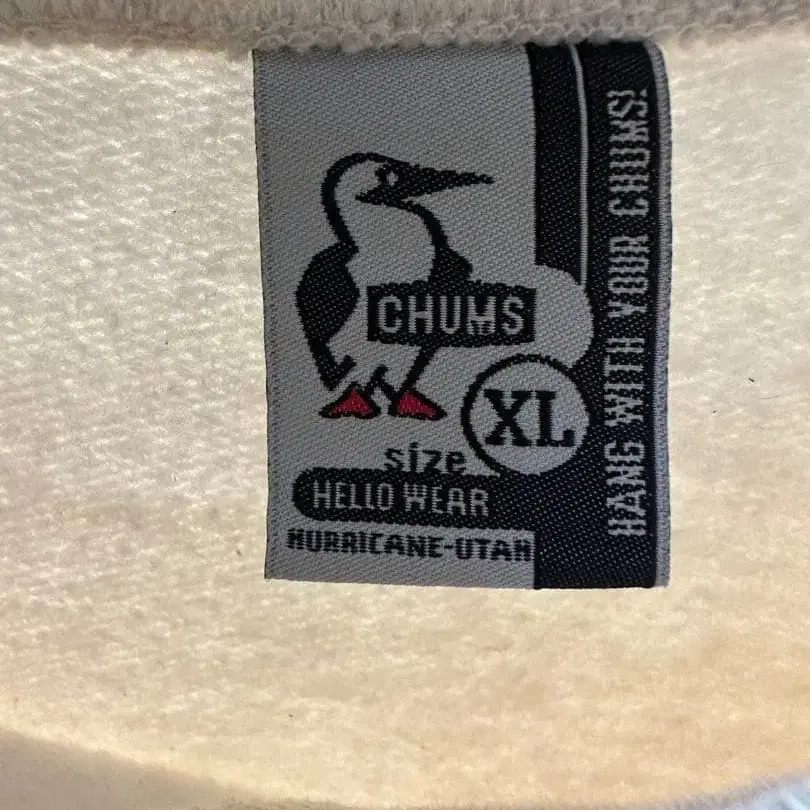 CHUMS
XL
size
HELLO WEAR
HURRICANE-UTAH
HANG WITH YOUR CHUMS!